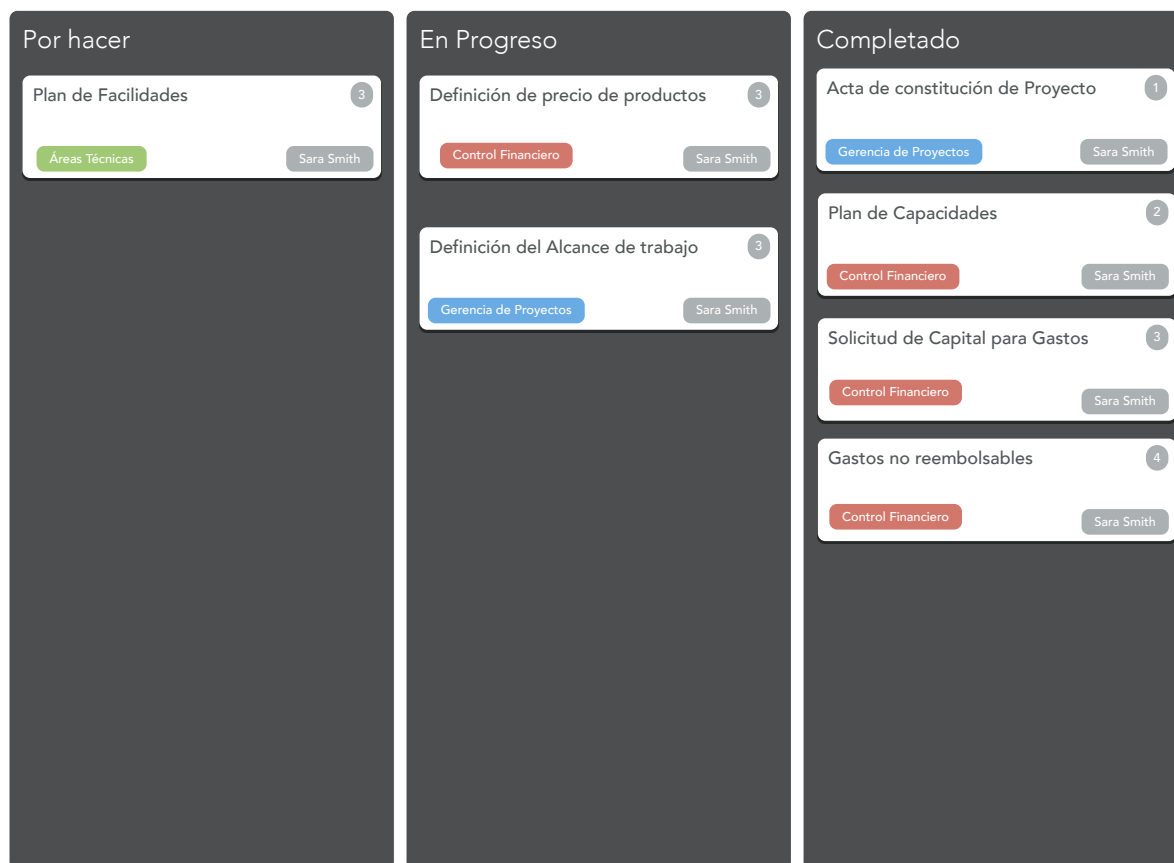 Por hacer
Plan de Facilidades
3
Áreas Técnicas
Sara Smith
En Progreso
Definición de precio de productos
3
Control Financiero
Sara Smith
Definición del Alcance de trabajo
3
Gerencia de Proyectos
Sara Smith
Completado
Acta de constitución de Proyecto
1
Gerencia de Proyectos
Sara Smith
Plan de Capacidades
2
Control Financiero
Sara Smith
Solicitud de Capital para Gastos
3
Control Financiero
Sara Smith
Gastos no reembolsables
4
Control Financiero
Sara Smith